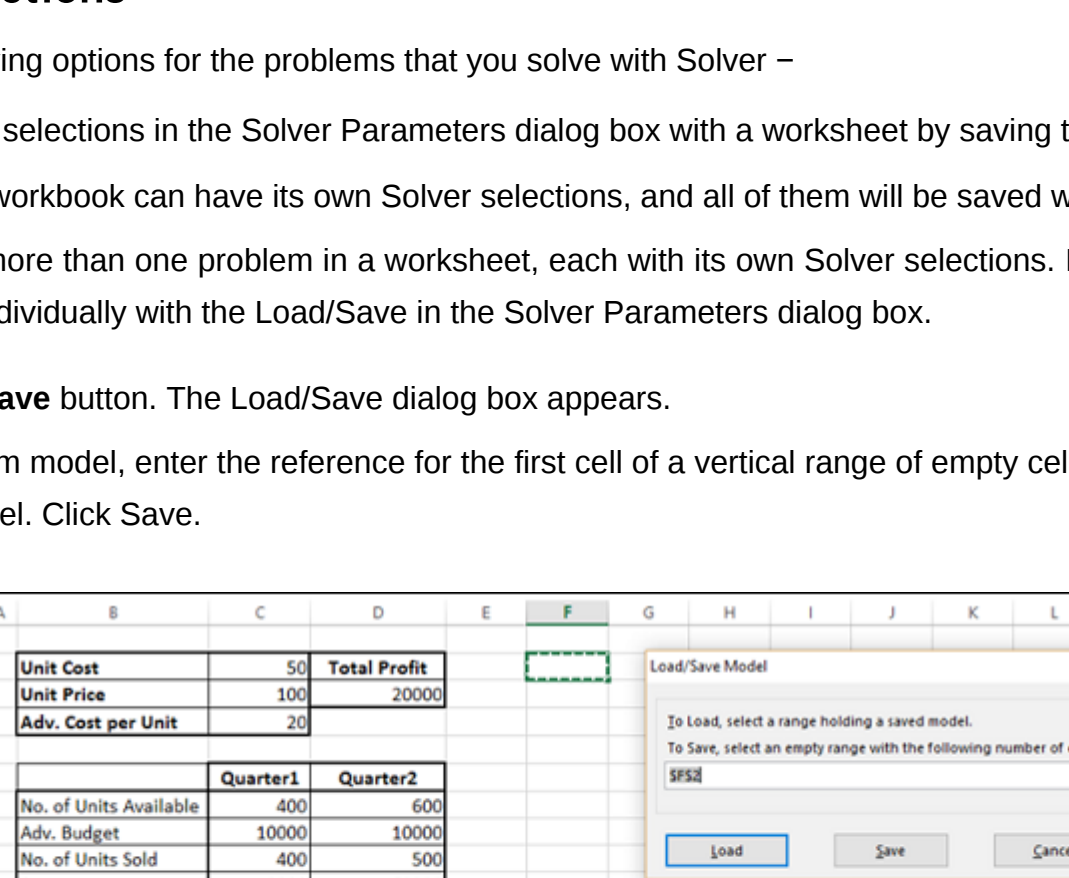 ing options for the problems that you solve with Solver −
selections in the Solver Parameters dialog box with a worksheet by saving t
workbook can have its own Solver selections, and all of them will be saved w
more than one problem in a worksheet, each with its own Solver selections.
dividually with the Load/Save in the Solver Parameters dialog box.
ave button. The Load/Save dialog box appears.
m model, enter the reference for the first cell of a vertical range of empty cel
el. Click Save.
A B C D E F G H I J K L
Unit Cost 50 Total Profit
Load/Save Model
Unit Price 100 20000
Adv. Cost per Unit 20
To Load, select a range holding a saved model.
To Save, select an empty range with the following number of
$F$2
Quarter1 Quarter2
No. of Units Available 400 600
Adv. Budget 10000 10000
No. of Units Sold 400 500
Load Save Cance